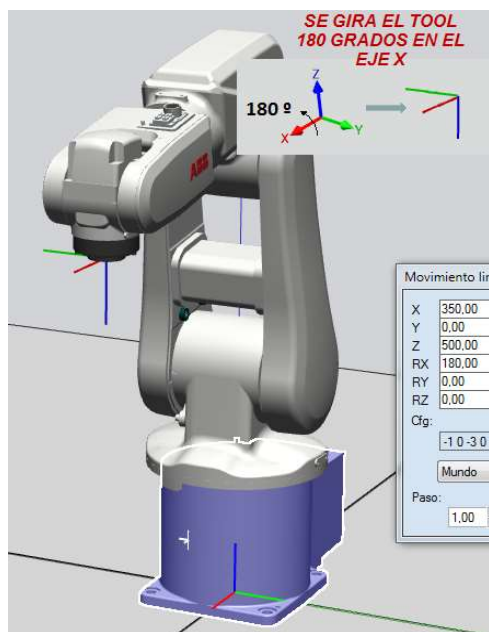 SE GIRA EL TOOL
180 GRADOS EN EL
EJE X
Z
180 º
X
Y
ABB
Movimiento lin
X 350,00
Y 0,00
Z 500,00
RX 180,00
RY 0,00
RZ 0,00
Cfg:
-1 0 -3 0
Mundo
Paso:
1,00